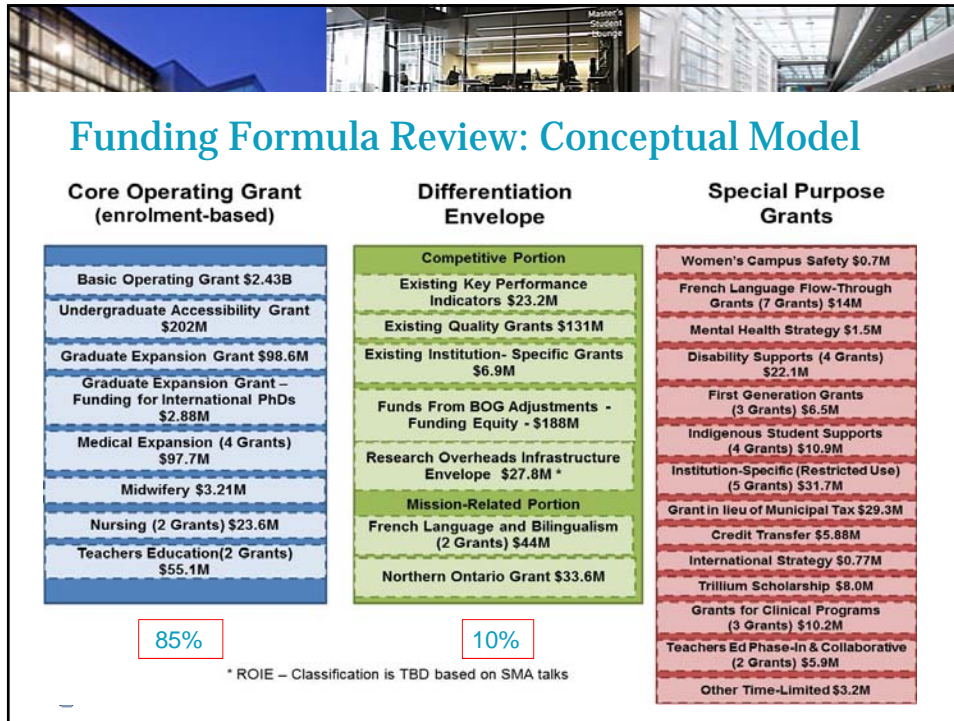 Master's
Student
Lounge
Funding Formula Review: Conceptual Model
Core Operating Grant
(enrolment-based)
Basic Operating Grant $2.43B
Undergraduate Accessibility Grant
$202M
Graduate Expansion Grant $98.6M
Graduate Expansion Grant –
Funding for International PhDs
$2.88M
Medical Expansion (4 Grants)
$97.7M
Midwifery $3.21M
Nursing (2 Grants) $23.6M
Teachers Education(2 Grants)
$55.1M
85%
Differentiation
Envelope
Competitive Portion
Existing Key Performance
Indicators $23.2M
Existing Quality Grants $131M
Existing Institution- Specific Grants
$6.9M
Funds From BOG Adjustments -
Funding Equity - $188M
Research Overheads Infrastructure
Envelope $27.8M *
Mission-Related Portion
French Language and Bilingualism
(2 Grants) $44M
Northern Ontario Grant $33.6M
10%
Special Purpose
Grants
Women's Campus Safety $0.7M
French Language Flow-Through
Grants (7 Grants) $14M
Mental Health Strategy $1.5M
Disability Supports (4 Grants)
$22.1M
First Generation Grants
(3 Grants) $6.5M
Indigenous Student Supports
(4 Grants) $10.9M
Institution-Specific (Restricted Use)
(5 Grants) $31.7M
Grant in lieu of Municipal Tax $29.3M
Credit Transfer $5.88M
International Strategy $0.77M
Trillium Scholarship $8.0M
Grants for Clinical Programs
(3 Grants) $10.2M
Teachers Ed Phase-In & Collaborative
(2 Grants) $5.9M
Other Time-Limited $3.2M
* ROIE – Classification is TBD based on SMA talks